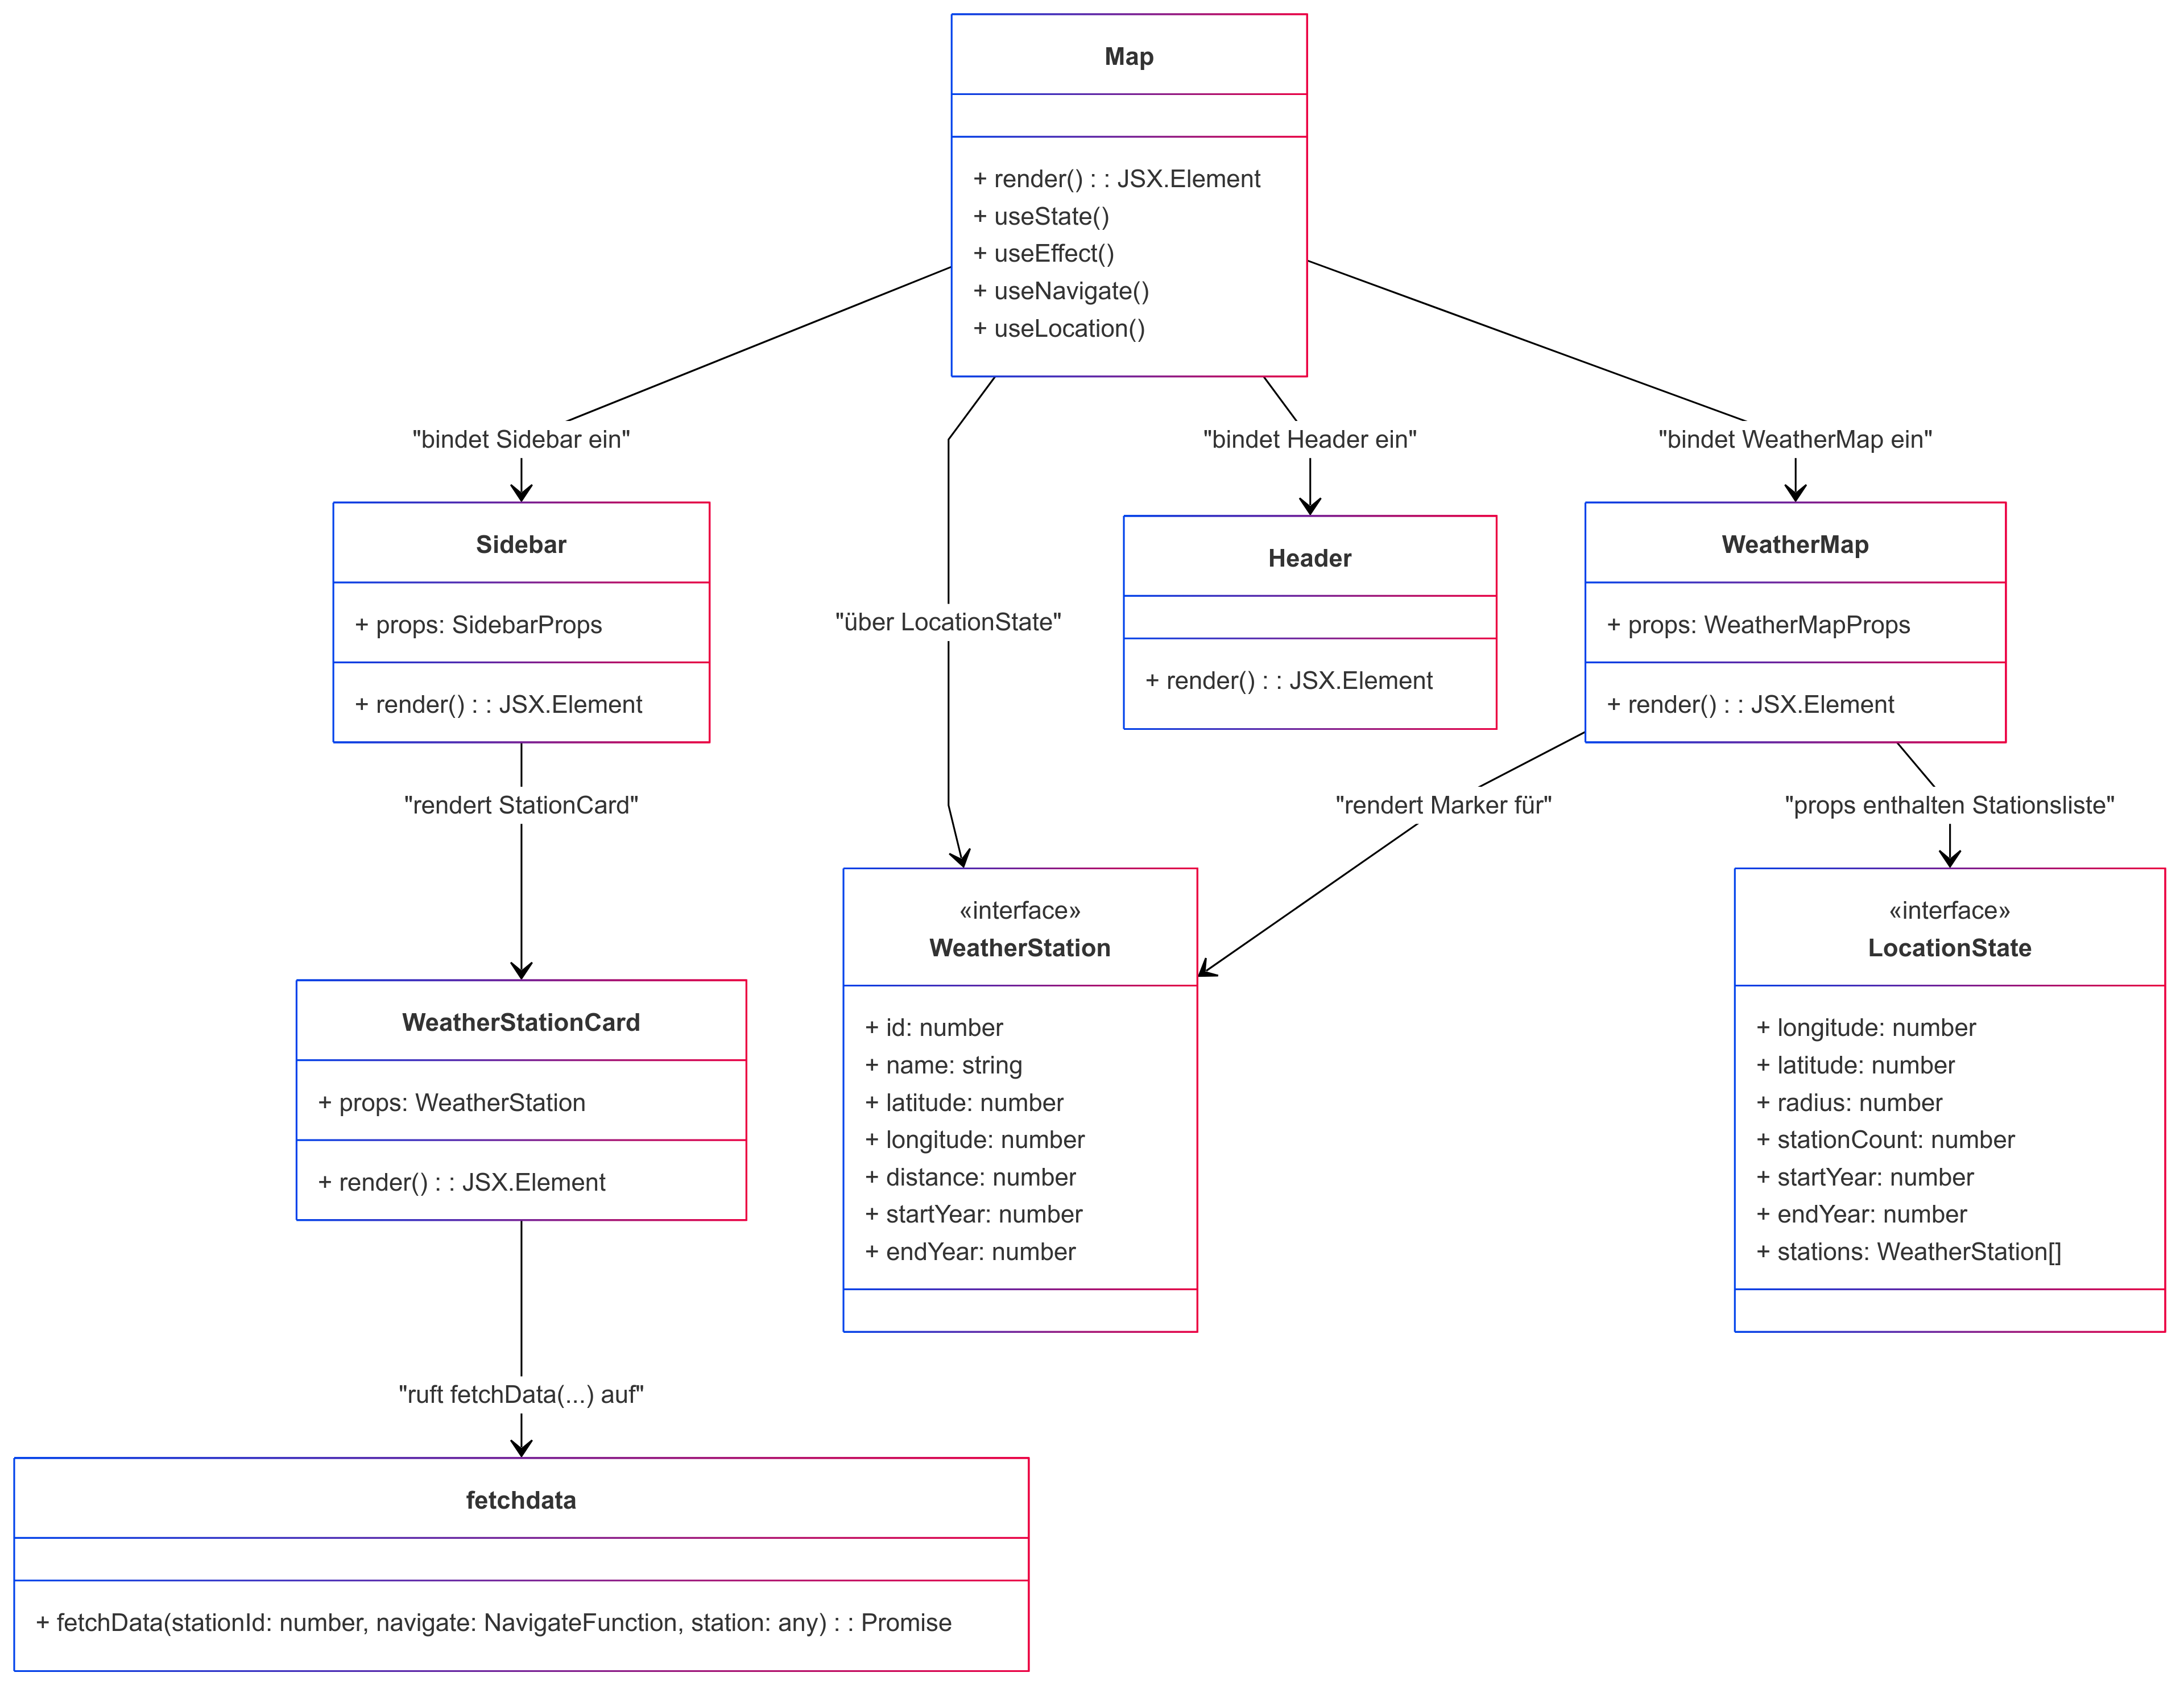 Map
+ render() : : JSX.Element
+ useState()
+ useEffect()
+ useNavigate()
+ useLocation()
"bindet Sidebar ein"
"bindet Header ein"
"bindet WeatherMap ein"
"über LocationState"
Sidebar
+ props: SidebarProps
+ render() : : JSX.Element
Header
+ render() : : JSX.Element
WeatherMap
+ props: WeatherMapProps
+ render() : : JSX.Element
"rendert StationCard"
"rendert Marker für"
"props enthalten Stationsliste"
WeatherStationCard
+ props: WeatherStation
+ render() : : JSX.Element
«interface»
WeatherStation
+ id: number
+ name: string
+ latitude: number
+ longitude: number
+ distance: number
+ startYear: number
+ endYear: number
«interface»
LocationState
+ longitude: number
+ latitude: number
+ radius: number
+ stationCount: number
+ startYear: number
+ endYear: number
+ stations: WeatherStation[]
"ruft fetchData(...) auf"
fetchdata
+ fetchData(stationId: number, navigate: NavigateFunction, station: any) : : Promise